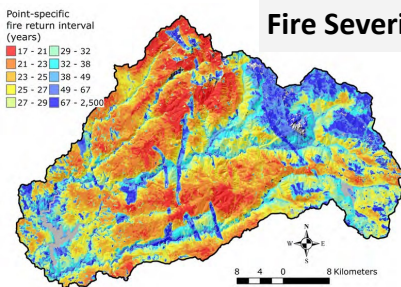 Fire Severi
Point-specific
fire return interval
(years)
17 - 21 29 - 32
21 - 23 32 - 38
23 - 25 38 - 49
25 - 27 49 - 67
27 - 29 67 - 2,500
N
W E
S
8 4 0 8 Kilometers